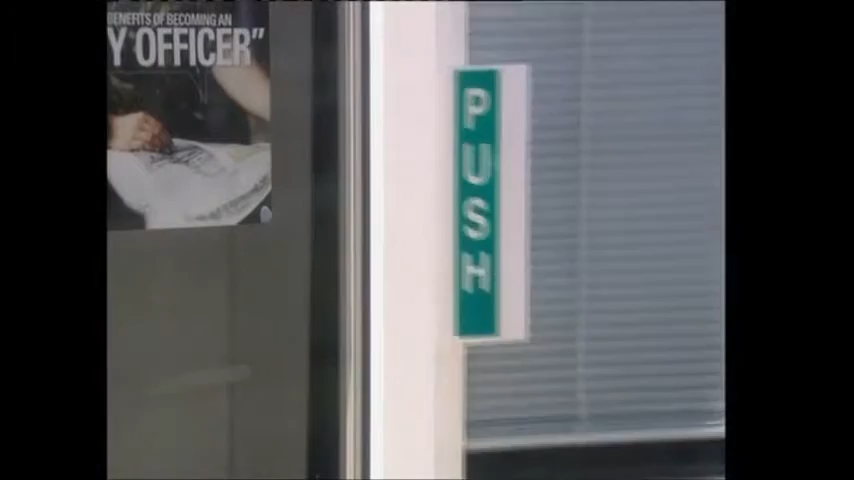 BENEFITS OF BECOMING AN
Y OFFICER"
PUSH